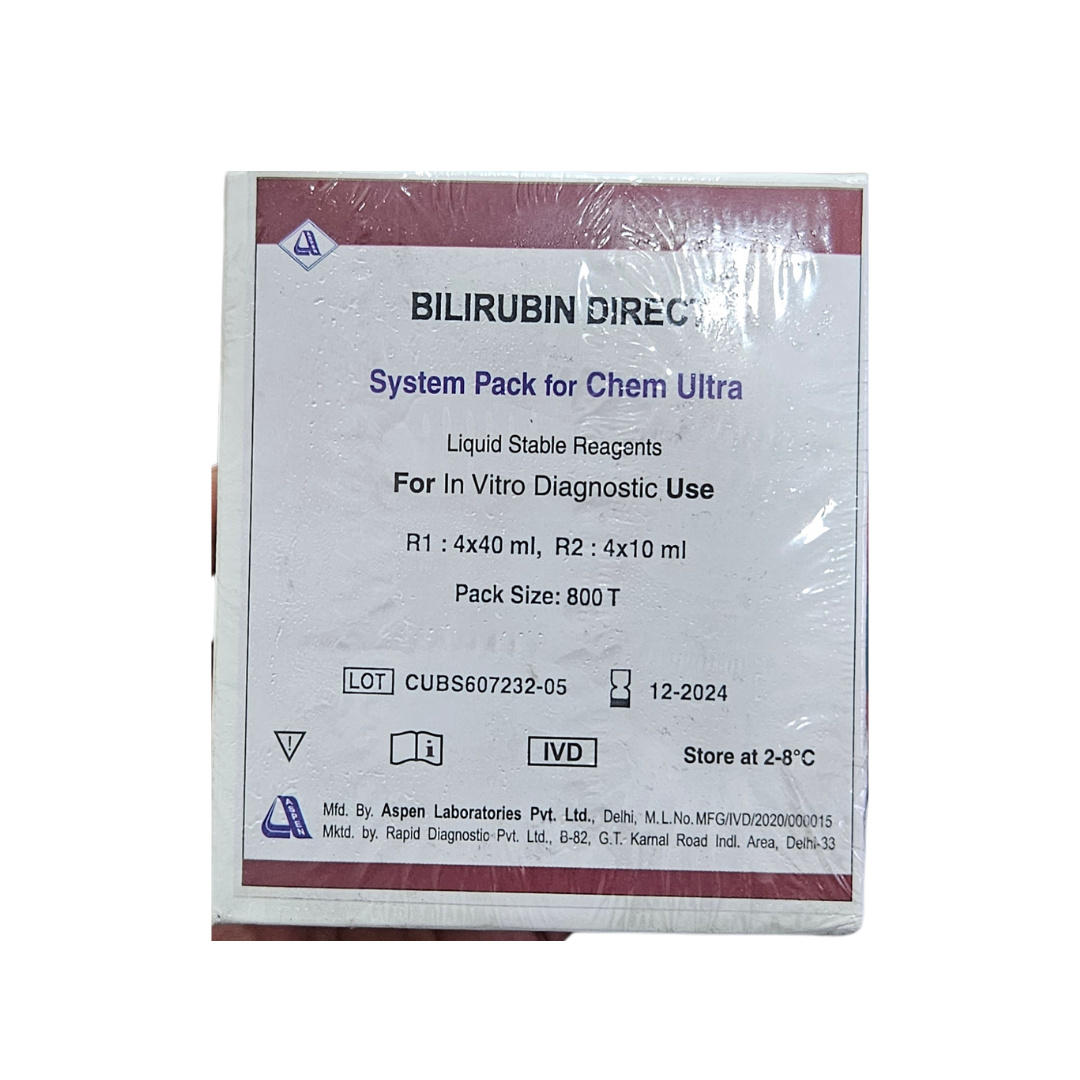 BILIRUBIN DIRECT
System Pack for Chem Ultra
Liquid Stable Reagents
For In Vitro Diagnostic Use
R1 : 4x40 ml, R2 : 4x10 ml
Pack Size: 800 T
LOT CUBS607232-05 12-2024
! i IVD Store at 2-8°C
ASPEN
Mfd. By. Aspen Laboratories Pvt. Ltd., Delhi, M.L.No.MFG/IVD/2020/000015
Mktd. by. Rapid Diagnostic Pvt. Ltd., B-82, G.T. Karnal Road Indl. Area, Delhi-33